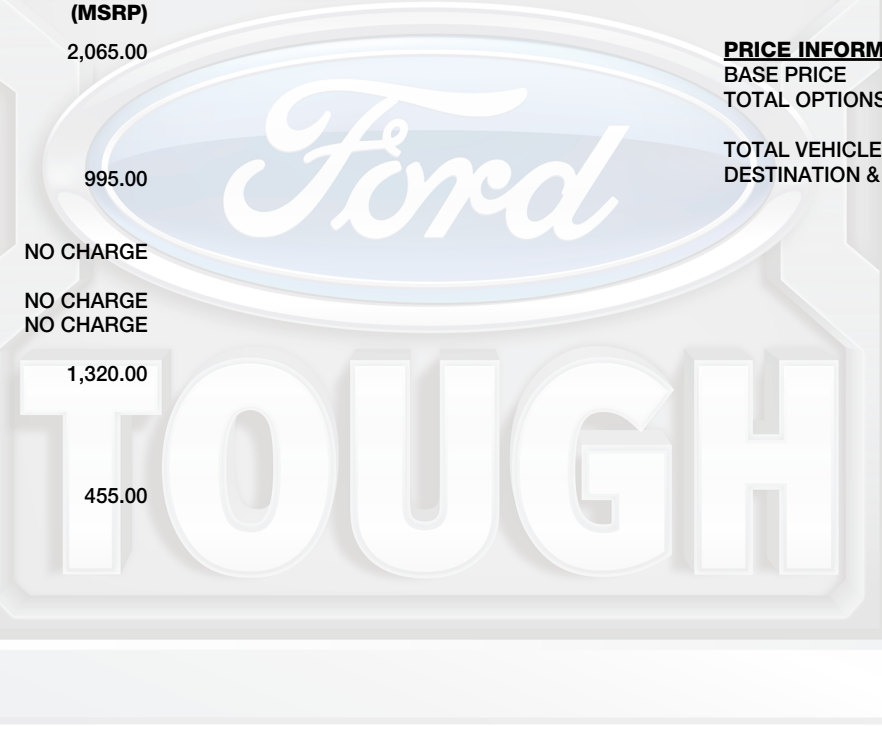 (MSRP)
2,065.00
995.00
NO CHARGE
NO CHARGE
NO CHARGE
1,320.00
455.00
PRICE INFORM
BASE PRICE
TOTAL OPTIONS
TOTAL VEHICLE
DESTINATION &
Ford
TOUGH